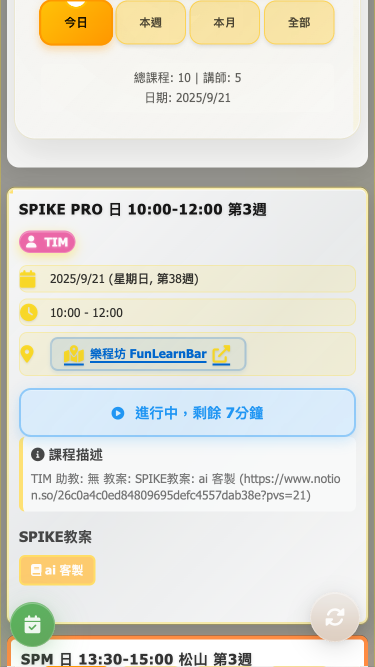 今日
本週
本月
全部
總課程: 10 | 講師: 5
日期: 2025/9/21
SPIKE PRO 日 10:00-12:00 第3週
TIM
2025/9/21 (星期日, 第38週)
10:00 - 12:00
樂程坊 FunLearnBar
進行中，剩餘 7分鐘
課程描述
TIM 助教: 無 教案: SPIKE教案: ai 客製 (https://www.notio
n.so/26c0a4c0ed84809695defc4557dab38e?pvs=21)
SPIKE教案
ai 客製
SPM 日 13:30-15:00 松山 第3週